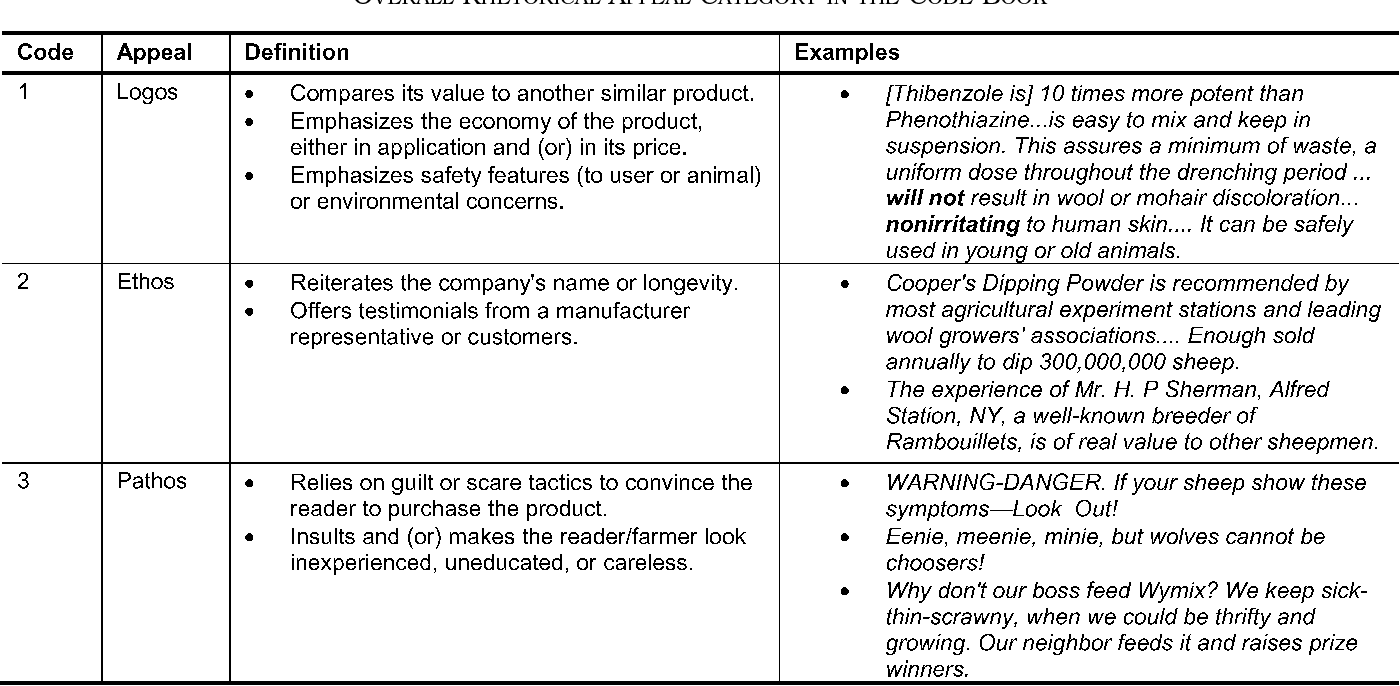 OVERALL RHETORICAL APPEAL CATEGORY IN THE CODE BOOK
Code Appeal Definition Examples
1 Logos
• Compares its value to another similar product.
• Emphasizes the economy of the product,
either in application and (or) in its price.
• Emphasizes safety features (to user or animal)
or environmental concerns.
• [Thibenzole is] 10 times more potent than
Phenothiazine...is easy to mix and keep in
suspension. This assures a minimum of waste, a
uniform dose throughout the drenching period ...
will not result in wool or mohair discoloration...
nonirritating to human skin.... It can be safely
used in young or old animals.
2 Ethos
• Reiterates the company's name or longevity.
• Offers testimonials from a manufacturer
representative or customers.
• Cooper's Dipping Powder is recommended by
most agricultural experiment stations and leading
wool growers' associations.... Enough sold
annually to dip 300,000,000 sheep.
• The experience of Mr. H. P Sherman, Alfred
Station, NY, a well-known breeder of
Rambouillets, is of real value to other sheepmen.
3 Pathos
• Relies on guilt or scare tactics to convince the
reader to purchase the product.
• Insults and (or) makes the reader/farmer look
inexperienced, uneducated, or careless.
• WARNING-DANGER. If your sheep show these
symptoms—Look Out!
• Eenie, meenie, minie, but wolves cannot be
choosers!
• Why don't our boss feed Wymix? We keep sick-
thin-scrawny, when we could be thrifty and
growing. Our neighbor feeds it and raises prize
winners.